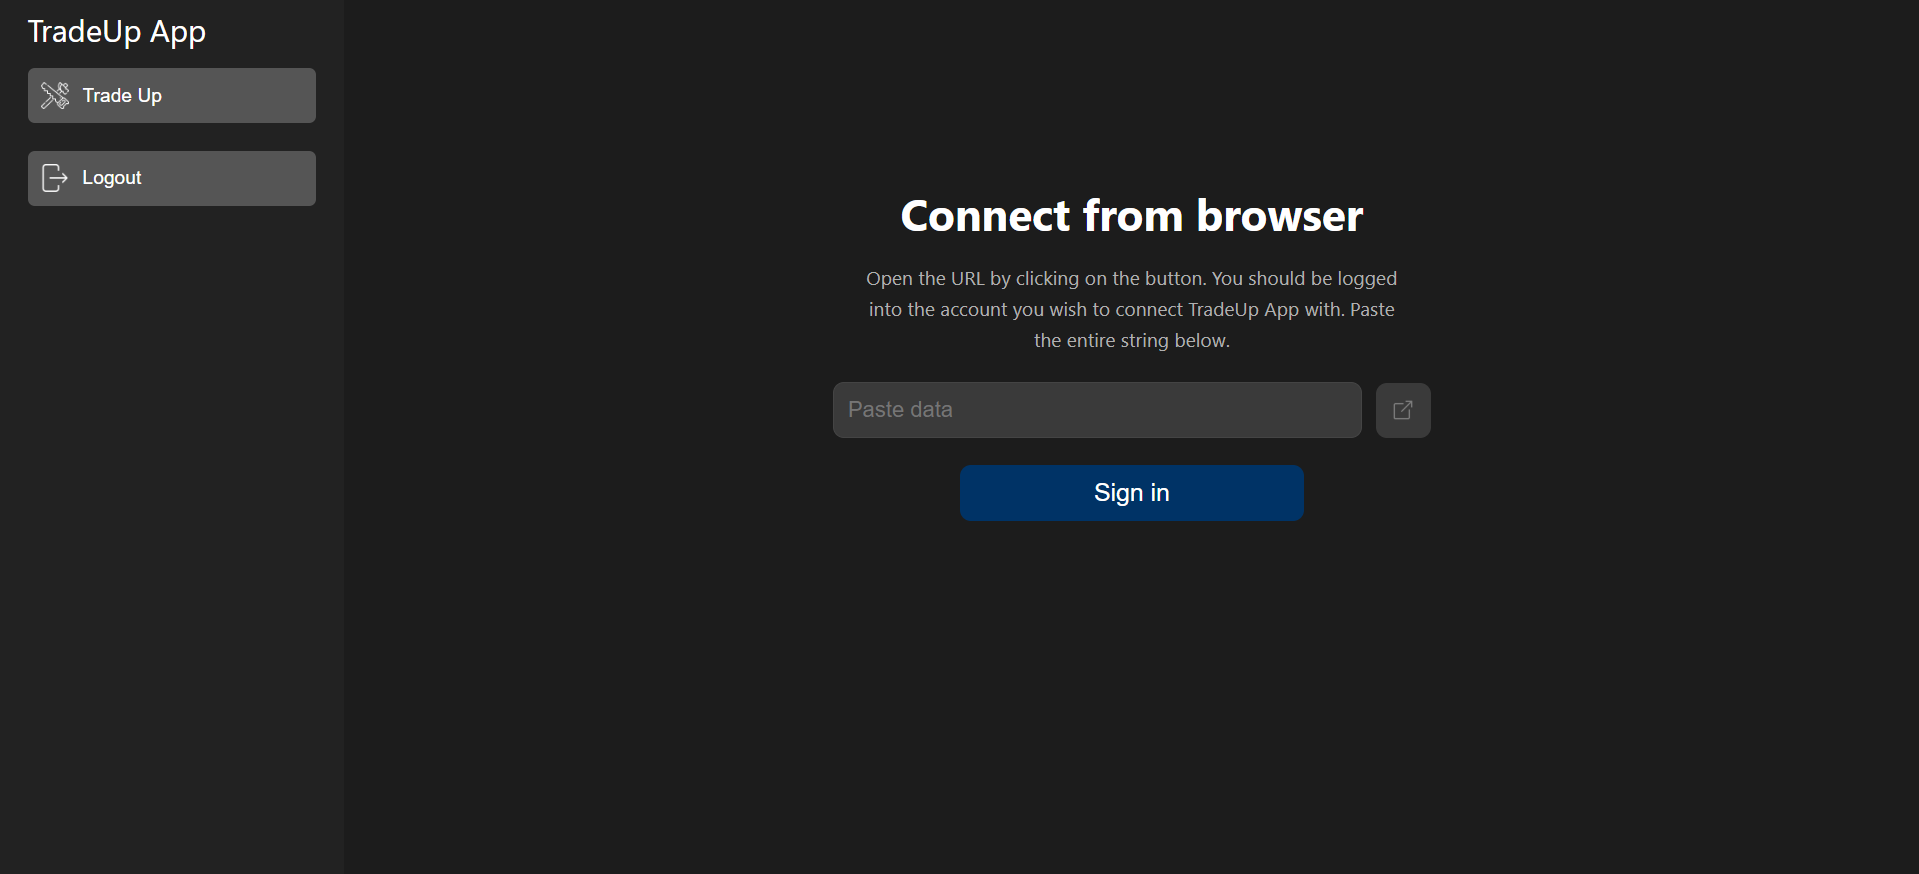 TradeUp App
Trade Up
Logout
Connect from browser
Open the URL by clicking on the button. You should be logged
into the account you wish to connect TradeUp App with. Paste
the entire string below.
Paste data
Sign in